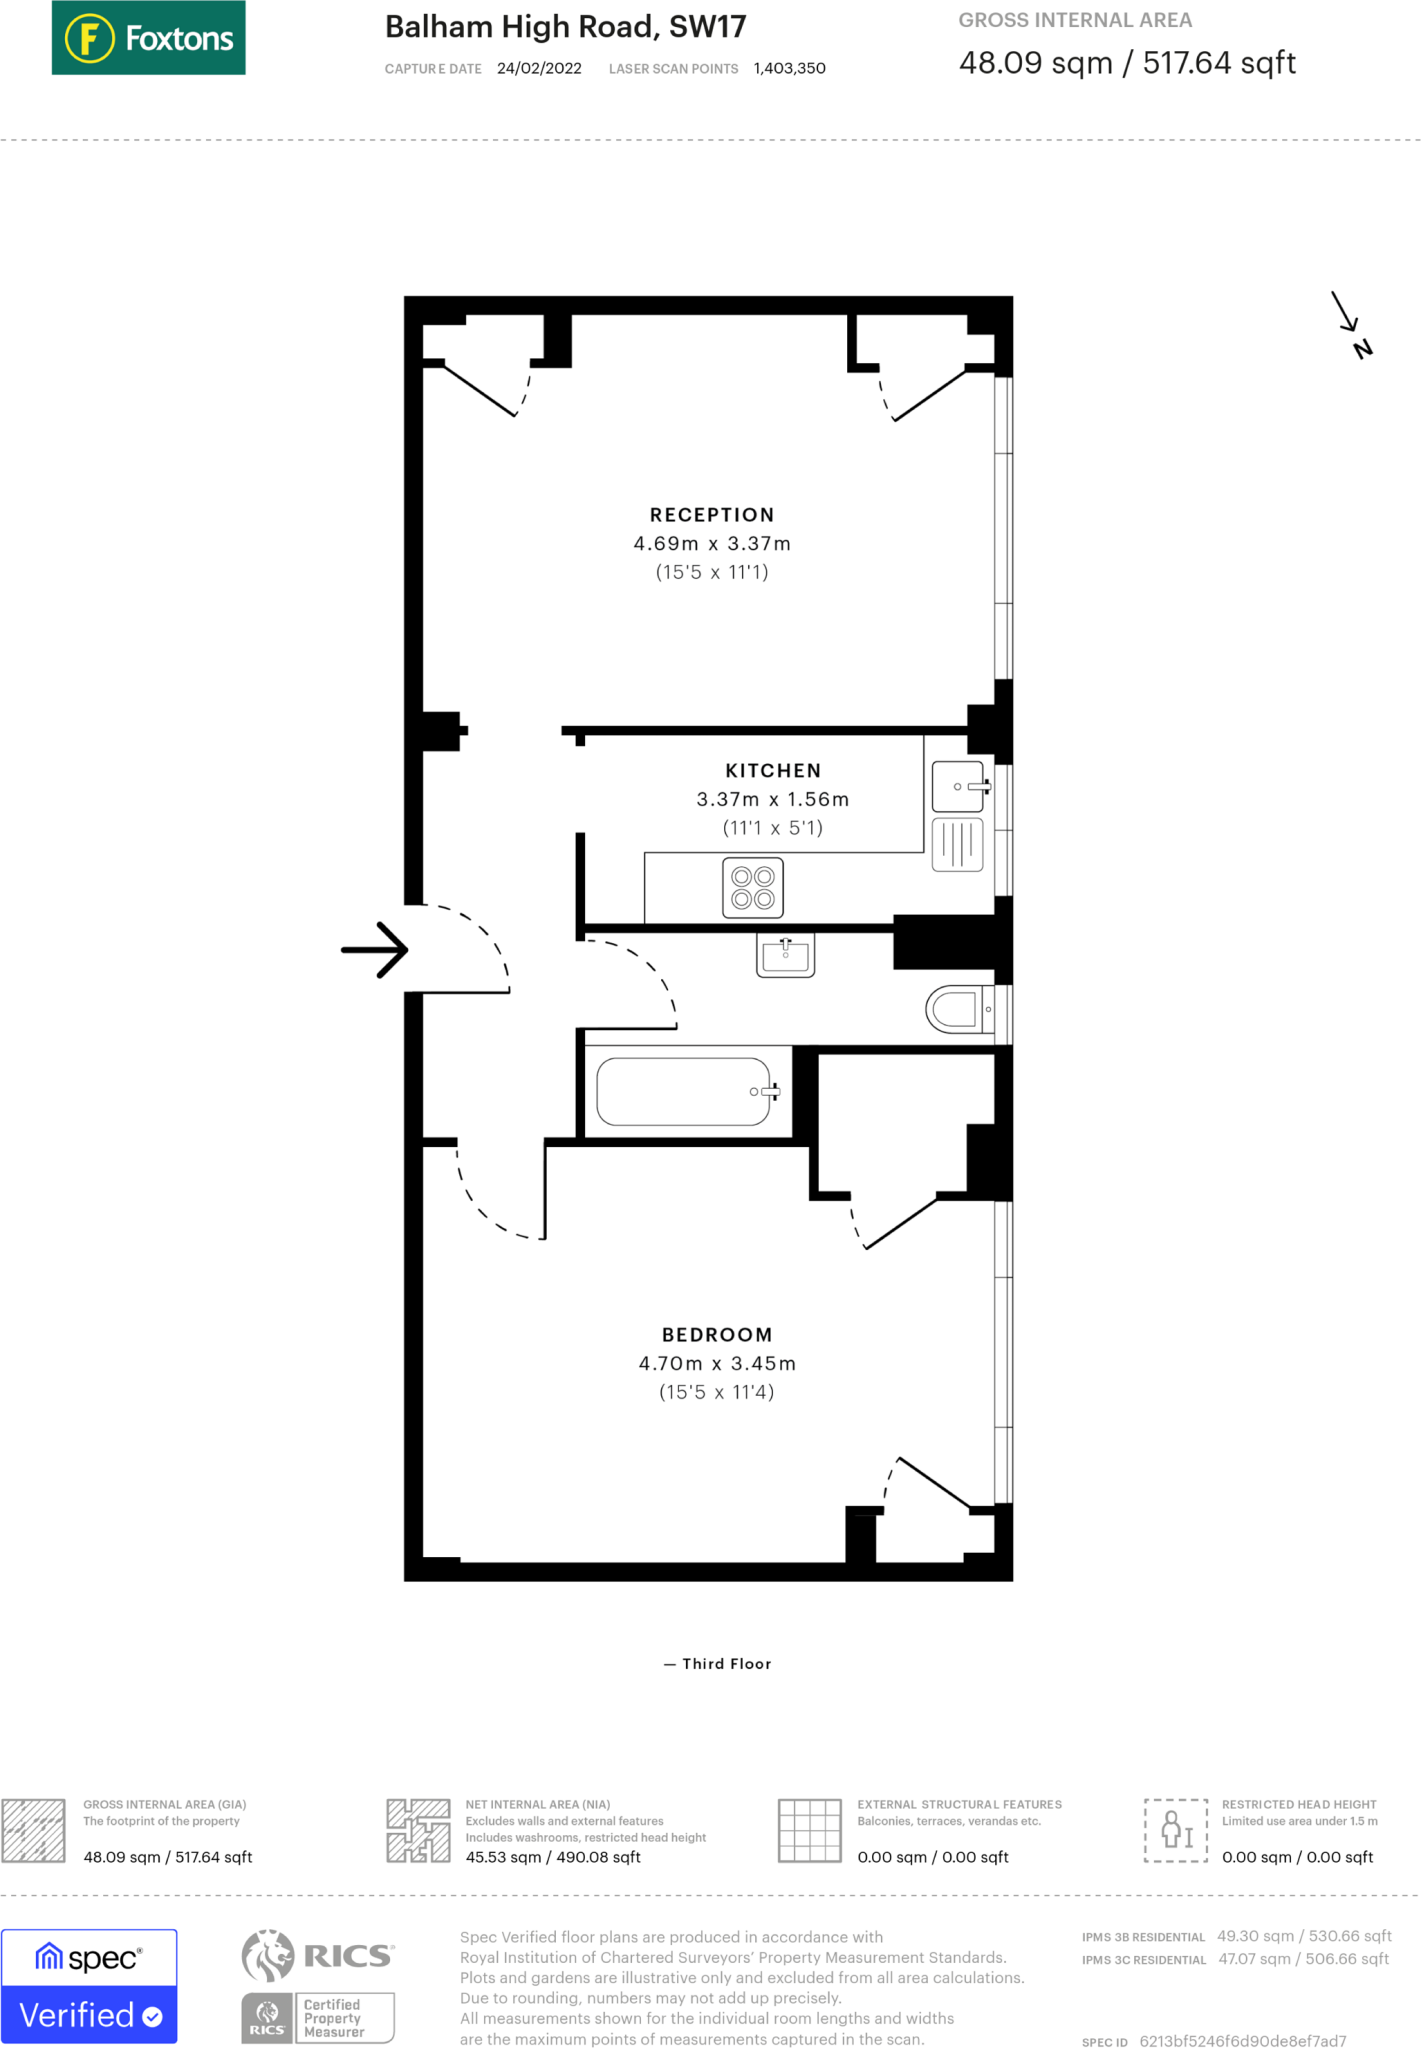 Foxtons
Balham High Road, SW17
CAPTURE DATE 24/02/2022 LASER SCAN POINTS 1,403,350
GROSS INTERNAL AREA
48.09 sqm / 517.64 sqft
N
RECEPTION
4.69m x 3.37m
(15'5 x 11'1)
KITCHEN
3.37m x 1.56m
(11'1 x 5'1)
BEDROOM
4.70m x 3.45m
(15'5 x 11'4)
— Third Floor
GROSS INTERNAL AREA (GIA)
The footprint of the property
48.09 sqm / 517.64 sqft
NET INTERNAL AREA (NIA)
Excludes walls and external features
Includes washrooms, restricted head height
45.53 sqm / 490.08 sqft
EXTERNAL STRUCTURAL FEATURES
Balconies, terraces, verandas etc.
0.00 sqm / 0.00 sqft
RESTRICTED HEAD HEIGHT
Limited use area under 1.5 m
0.00 sqm / 0.00 sqft
spec®
Verified
RICS®
RICS
Certified
Property
Measurer
Spec Verified floor plans are produced in accordance with
Royal Institution of Chartered Surveyors’ Property Measurement Standards.
Plots and gardens are illustrative only and excluded from all area calculations.
Due to rounding, numbers may not add up precisely.
All measurements shown for the individual room lengths and widths
are the maximum points of measurements captured in the scan.
IPMS 3B RESIDENTIAL 49.30 sqm / 530.66 sqft
IPMS 3C RESIDENTIAL 47.07 sqm / 506.66 sqft
SPEC ID 6213bf5246f6d90de8ef7ad7